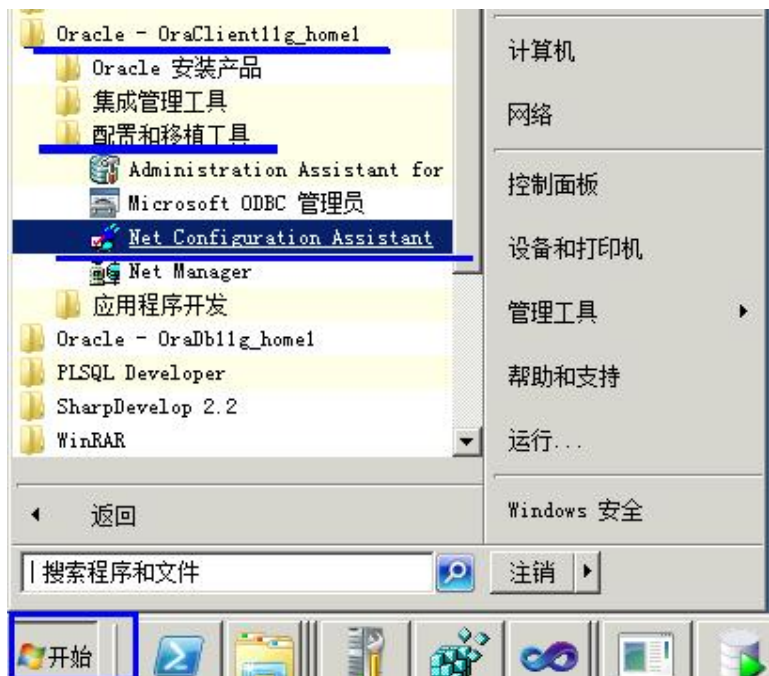 Oracle - OraClient11g_home1
Oracle 安装产品
集成管理工具
配置和移植工具
Administration Assistant for
Microsoft ODBC 管理员
Net Configuration Assistant
Net Manager
应用程序开发
Oracle - OraDb11g_home1
PLSQL Developer
SharpDevelop 2.2
WinRAR
返回
搜索程序和文件
计算机
网络
控制面板
设备和打印机
管理工具
帮助和支持
运行...
Windows 安全
注销
开始